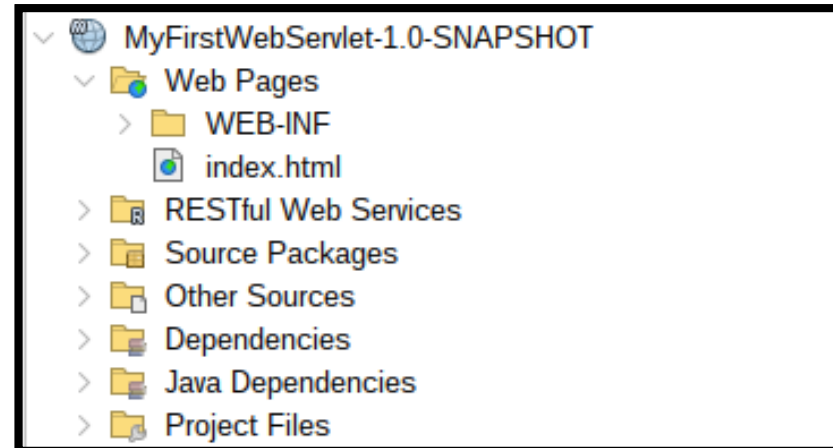 MyFirstWebServlet-1.0-SNAPSHOT
Web Pages
WEB-INF
index.html
RESTful Web Services
Source Packages
Other Sources
Dependencies
Java Dependencies
Project Files